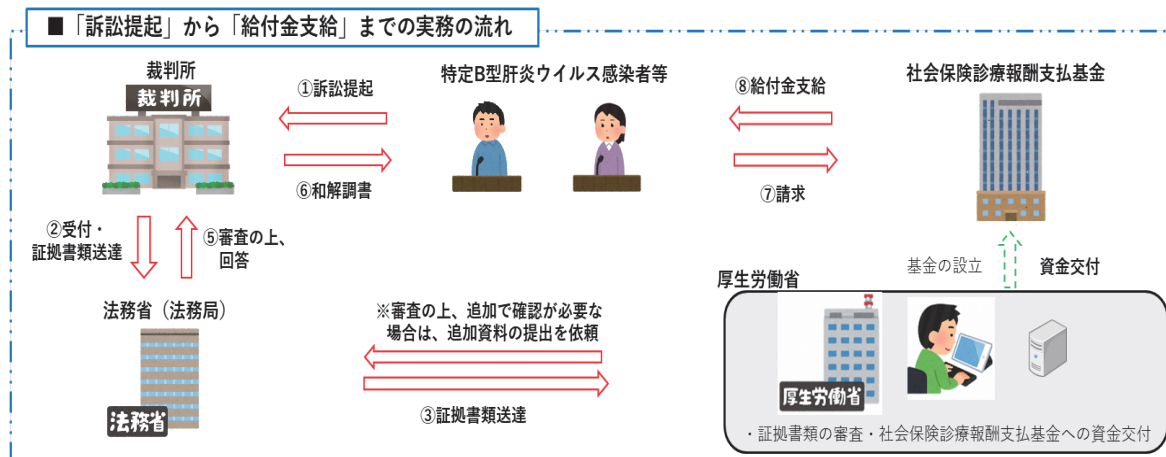 ■「訴訟提起」から「給付金支給」までの実務の流れ
裁判所
裁判所
①訴訟提起
⑥和解調書
特定B型肝炎ウイルス感染者等
⑧給付金支給
⑦請求
社会保険診療報酬支払基金
②受付・
証拠書類送達
⑤審査の上、
回答
法務省（法務局）
法務省
※審査の上、追加で確認が必要な
場合は、追加資料の提出を依頼
③証拠書類送達
基金の設立
資金交付
厚生労働省
厚生労働省
・証拠書類の審査・社会保険診療報酬支払基金への資金交付